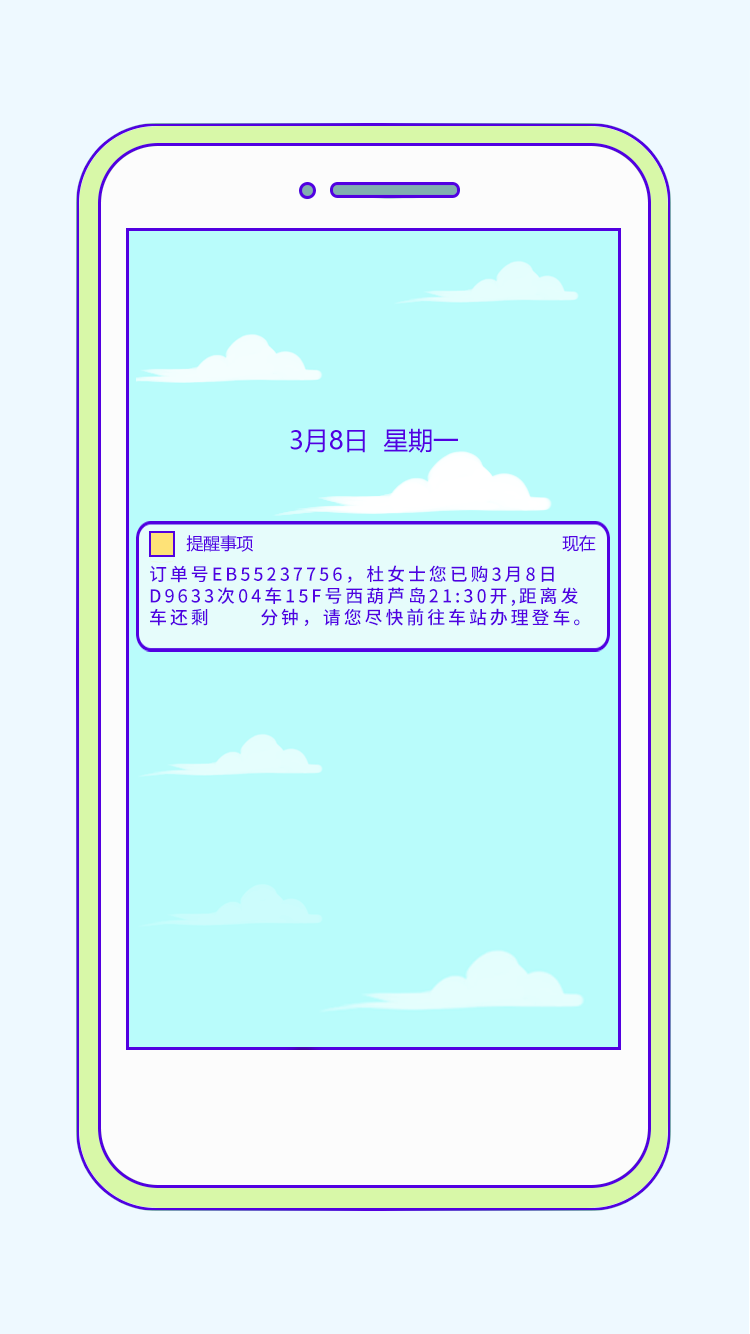 3月8日 星期一
提醒事项 现在
订单号EB55237756，杜女士您已购3月8日
D9633次04车15F号西葫芦岛21:30开,距离发
车还剩 分钟，请您尽快前往车站办理登车。